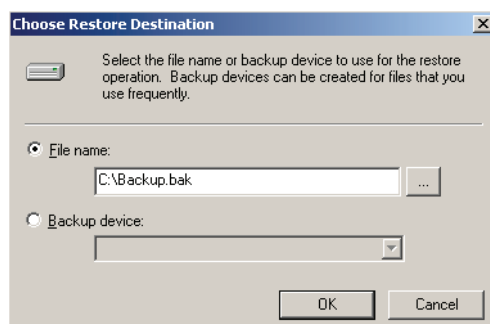 Choose Restore Destination
Select the file name or backup device to use for the restore
operation. Backup devices can be created for files that you
use frequently.
File name:
C:\Backup.bak
...
Backup device:
OK Cancel